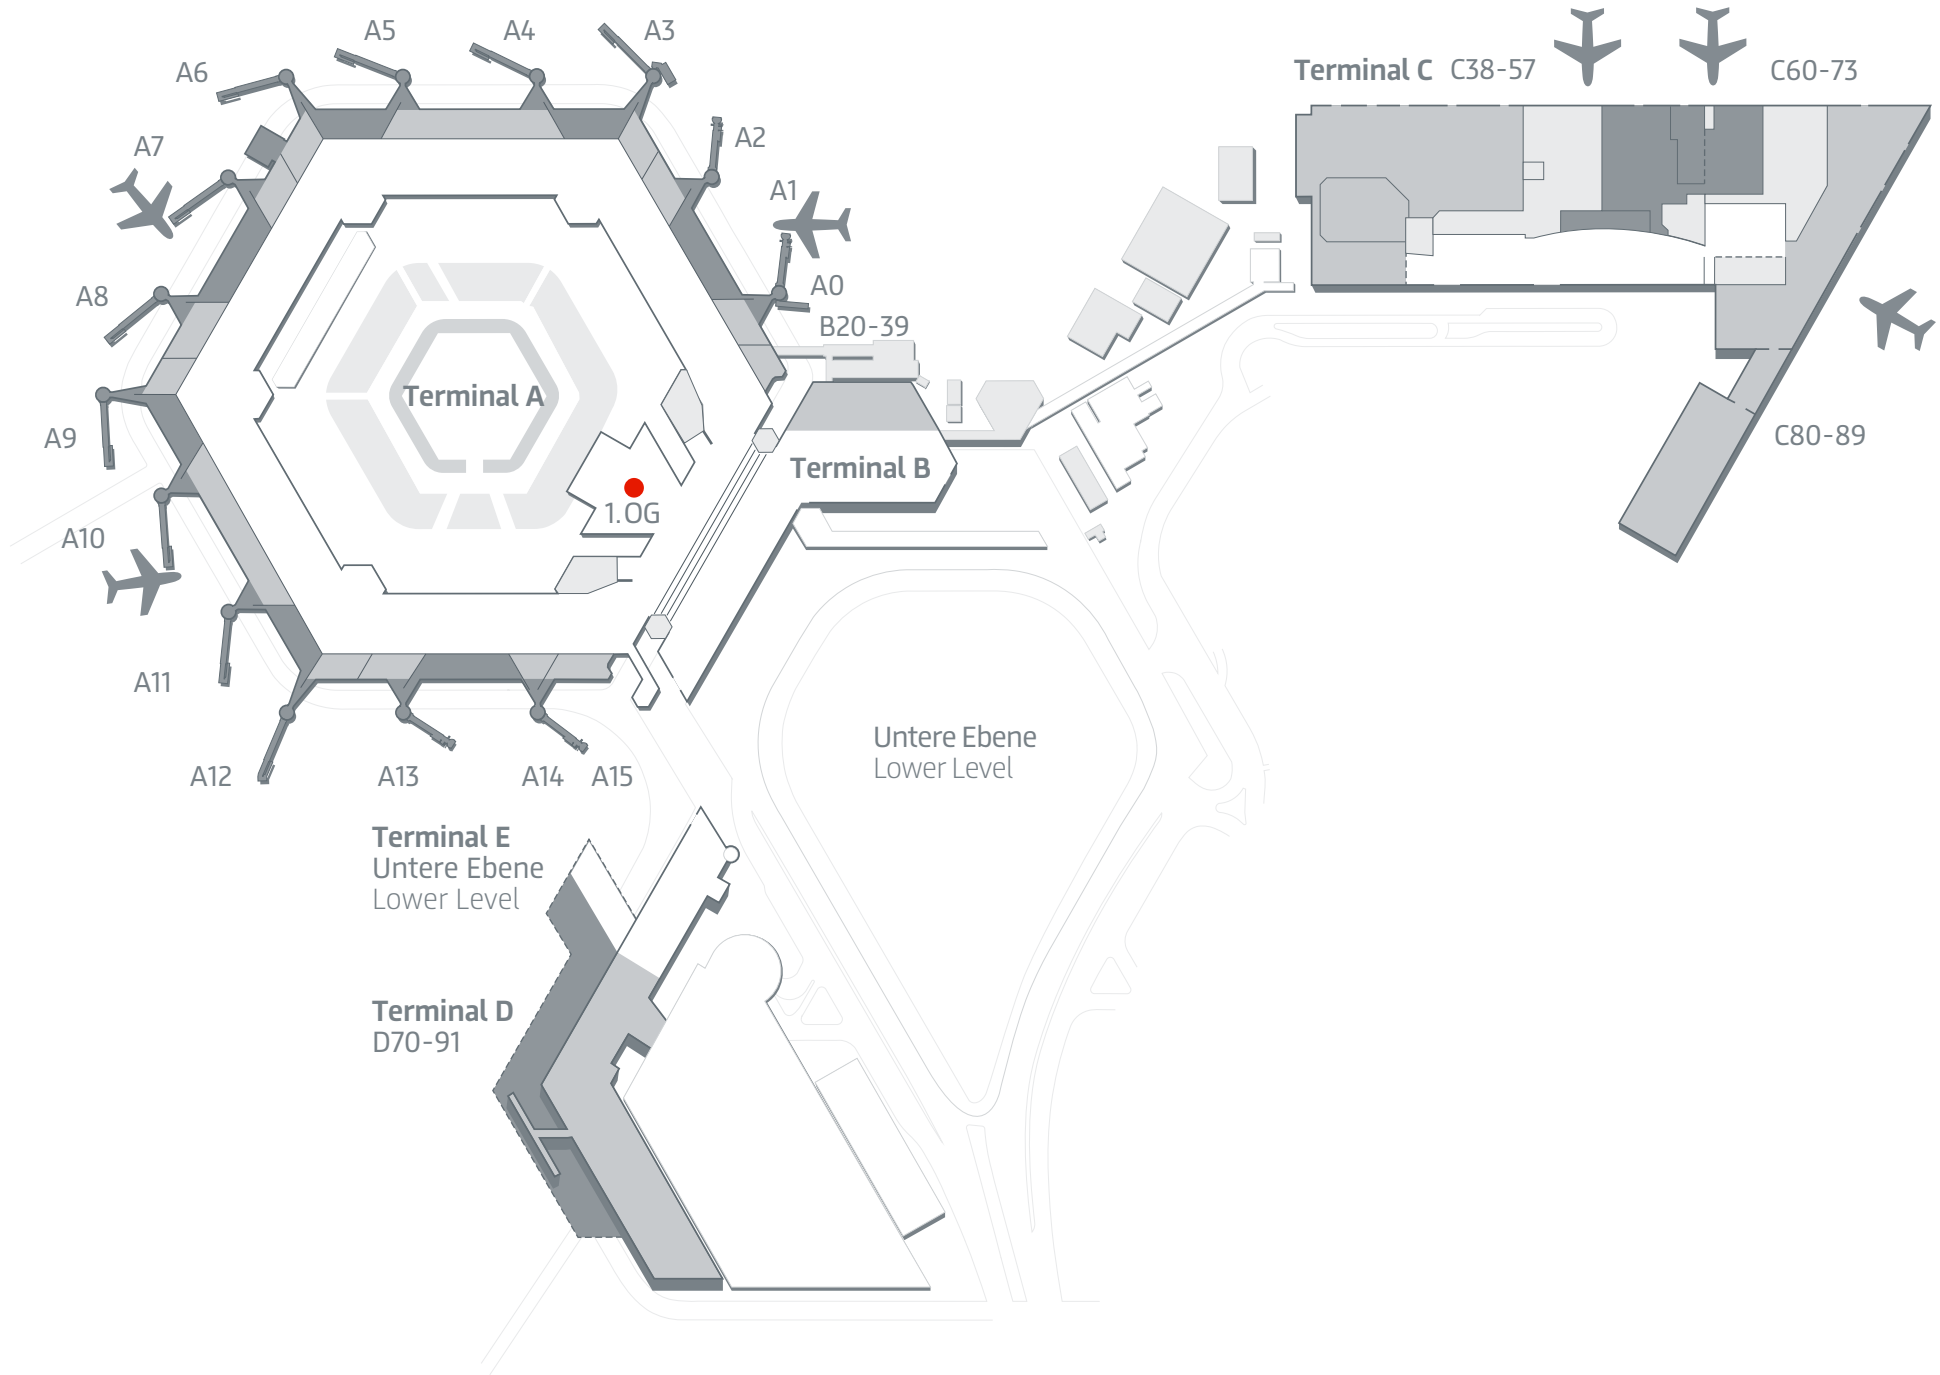 A5
A4
A3
A6
Terminal C C38-57
C60-73
A7
A2
A1
A8
A0
B20-39
Terminal A
A9
C80-89
Terminal B
1.OG
A10
A11
Untere Ebene
Lower Level
A12
A13
A14
A15
Terminal E
Untere Ebene
Lower Level
Terminal D
D70-91